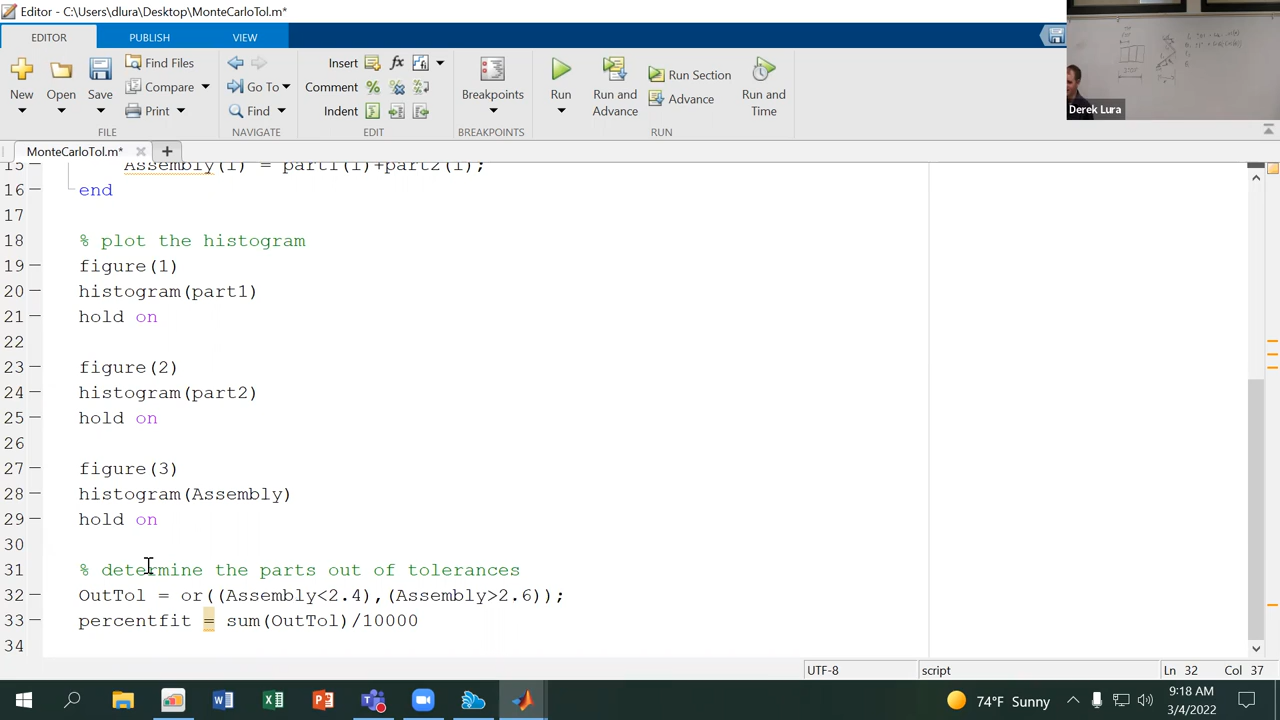 Editor - C:\Users\dlura\Desktop\MonteCarloTol.m*
EDITOR PUBLISH VIEW
New Open Save Find Files Compare Print
Go To Find
Insert Comment Indent fx
Breakpoints
Run Run and Advance Run Section Advance Run and Time
FILE NAVIGATE EDIT BREAKPOINTS RUN
Derek Lura
MonteCarloTol.m* × +
15 Assembly(i) = part1(i)+part2(i);
16 end
17
18 % plot the histogram
19 figure(1)
20 histogram(part1)
21 hold on
22
23 figure(2)
24 histogram(part2)
25 hold on
26
27 figure(3)
28 histogram(Assembly)
29 hold on
30
31 % determine the parts out of tolerances
32 OutTol = or((Assembly<2.4),(Assembly>2.6));
33 percentfit = sum(OutTol)/10000
34
UTF-8 script Ln 32 Col 37
74°F Sunny 9:18 AM
3/4/2022